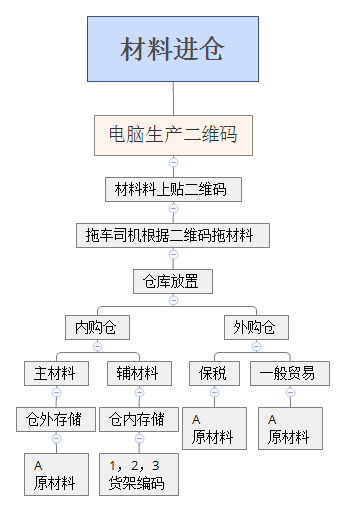 材料进仓
电脑生产二维码
材料料上贴二维码
拖车司机根据二维码拖材料
仓库放置
内购仓
外购仓
主材料
辅材料
保税
一般贸易
仓外存储
仓内存储
A
原材料
A
原材料
A
原材料
1，2，3
货架编码